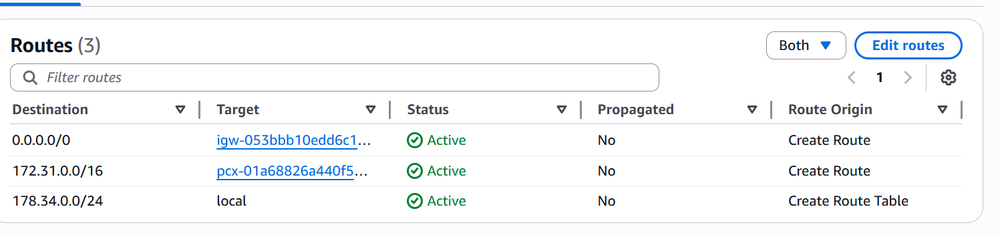 Routes (3)
Both
Edit routes
Filter routes
1
Destination Target Status Propagated Route Origin
0.0.0.0/0 igw-053bbb10edd6c1... Active No Create Route
172.31.0.0/16 pcx-01a68826a440f5... Active No Create Route
178.34.0.0/24 local Active No Create Route Table